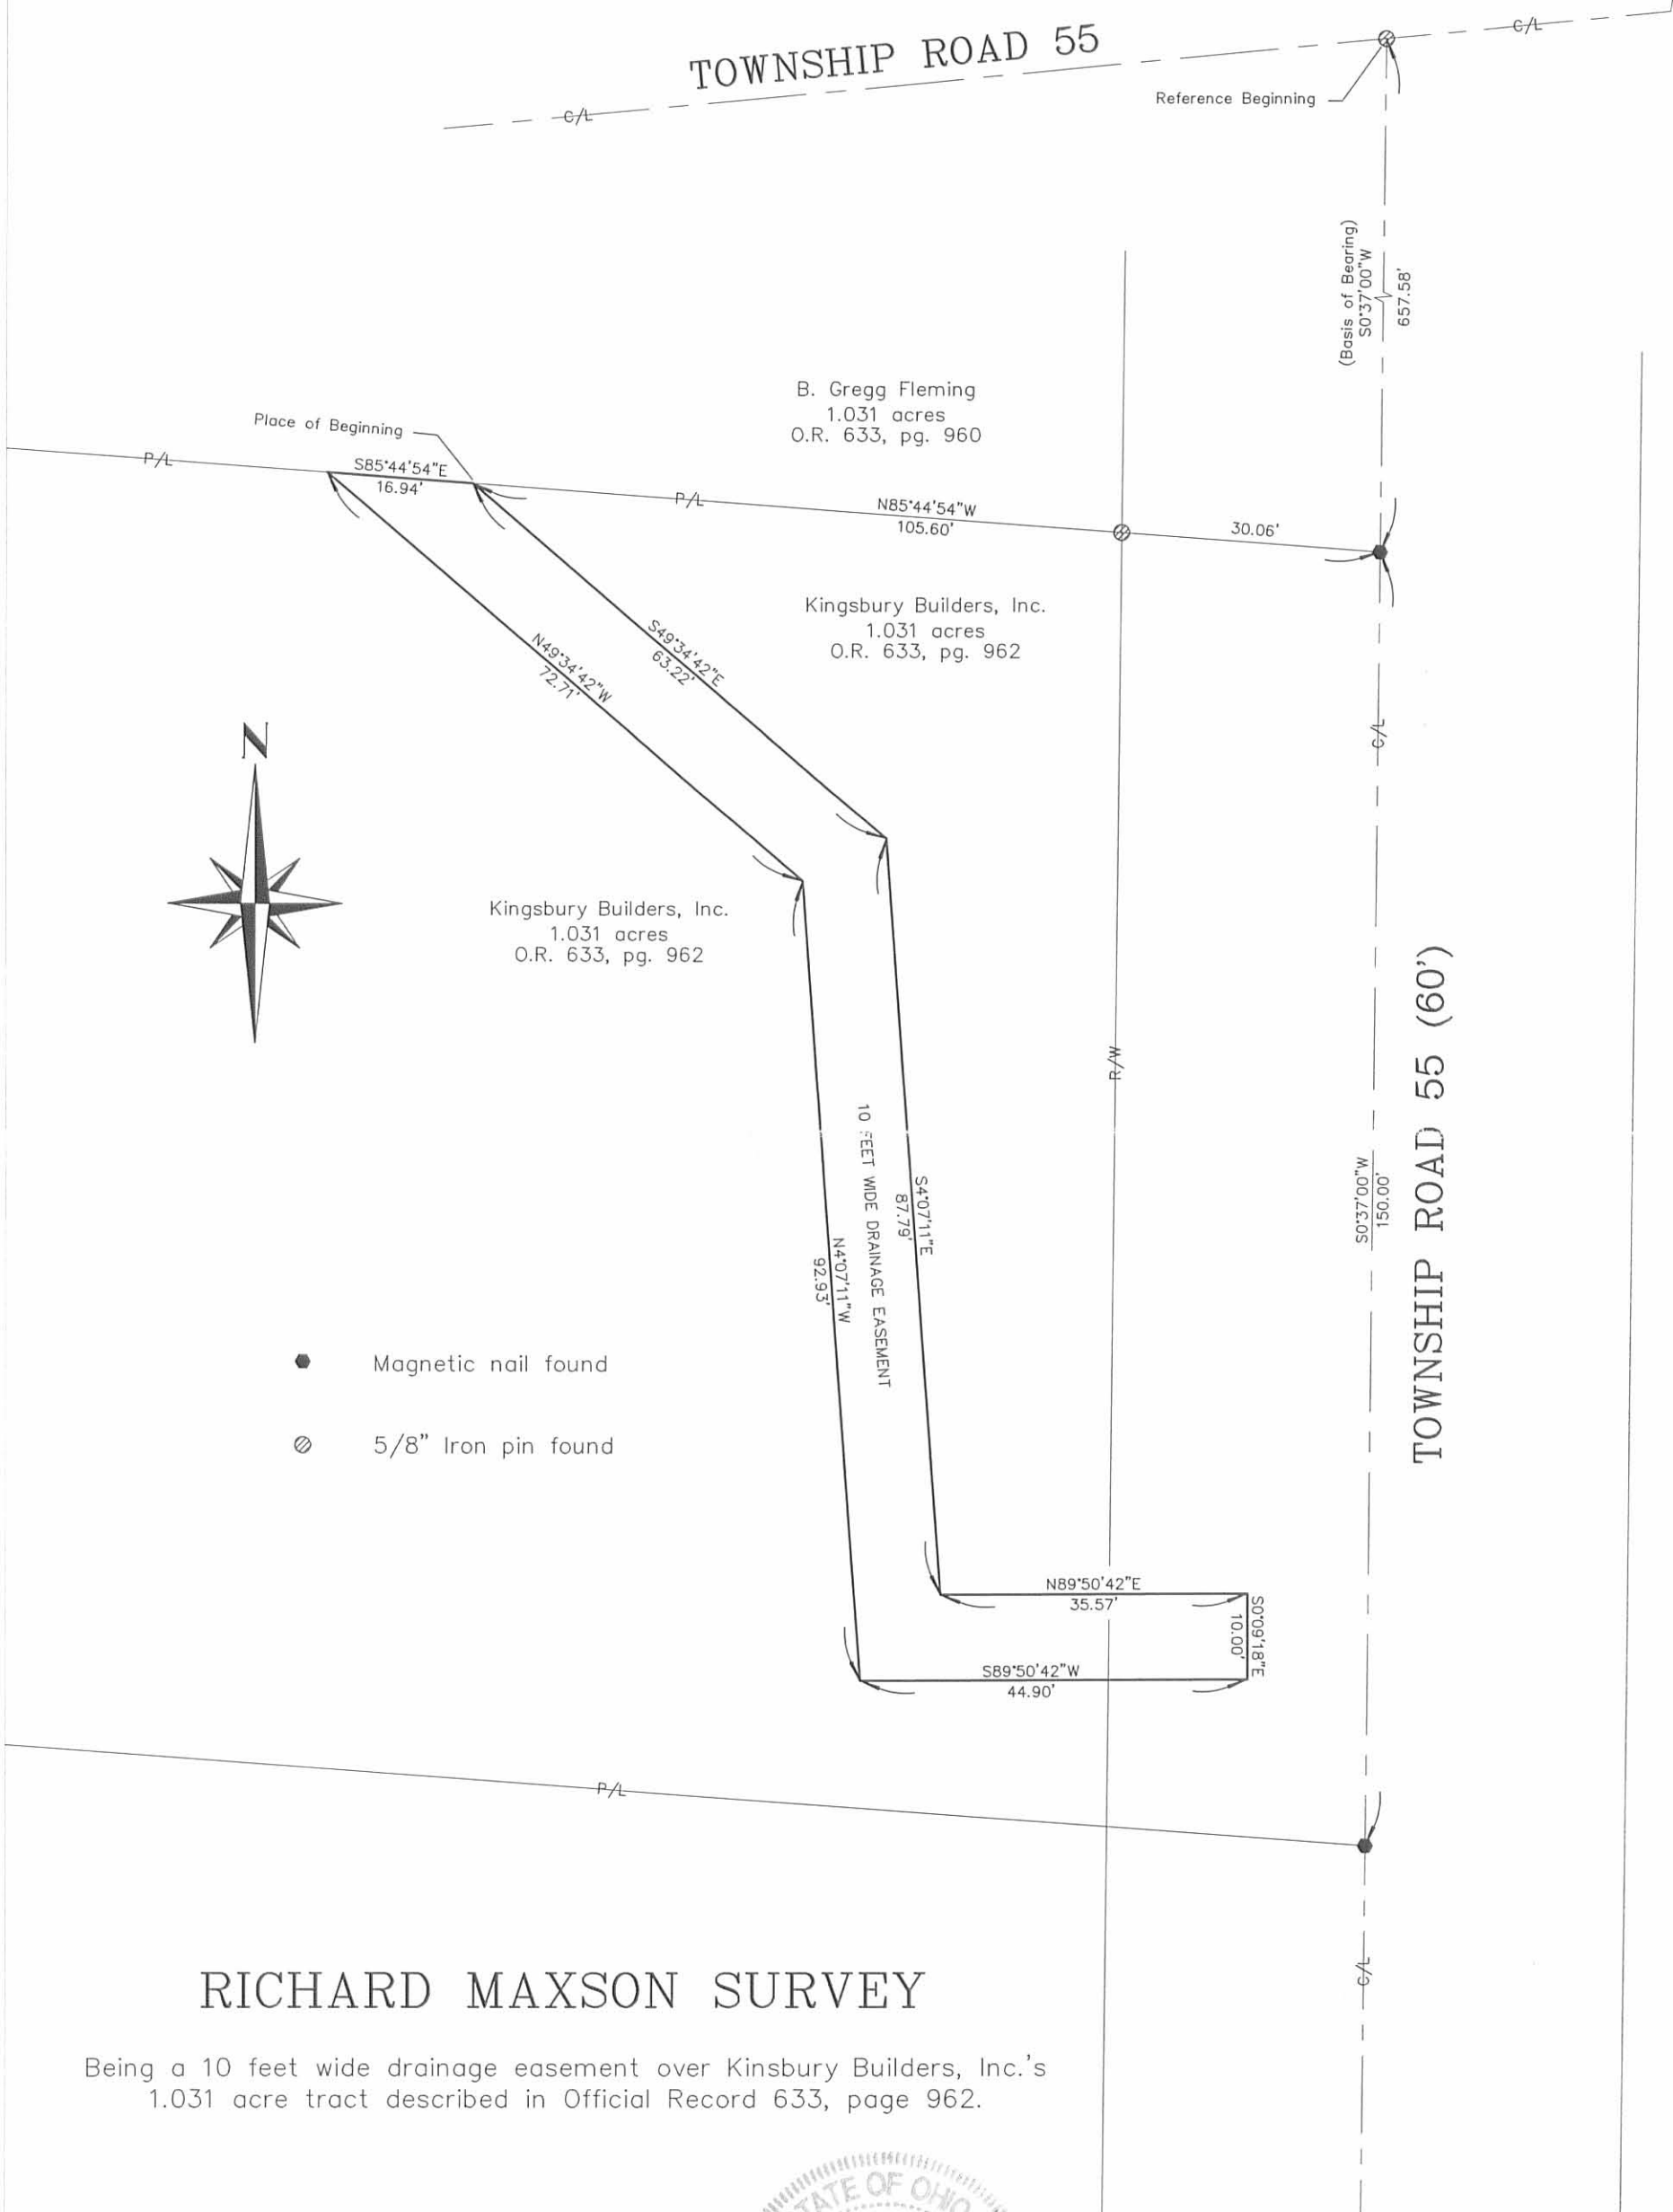 TOWNSHIP ROAD 55
C/L
C/L
Reference Beginning
(Basis of Bearing)
S0°37'00"W
657.58'
B. Gregg Fleming
1.031 acres
O.R. 633, pg. 960
Place of Beginning
P/L
S85°44'54"E
16.94'
P/L
N85°44'54"W
105.60'
30.06'
Kingsbury Builders, Inc.
1.031 acres
O.R. 633, pg. 962
S49°34'42"E
63.22'
N49°34'42"W
72.71'
N
C/L
Kingsbury Builders, Inc.
1.031 acres
O.R. 633, pg. 962
R/W
TOWNSHIP ROAD 55 (60')
S0°37'00"W
150.00'
10 FEET WIDE DRAINAGE EASEMENT
S4°07'11"E
87.79'
N4°07'11"W
92.93'
Magnetic nail found
5/8" Iron pin found
N89°50'42"E
35.57'
S0°09'18"E
10.00'
S89°50'42"W
44.90'
P/L
C/L
RICHARD MAXSON SURVEY
Being a 10 feet wide drainage easement over Kinsbury Builders, Inc.'s
1.031 acre tract described in Official Record 633, page 962.
STATE OF OHIO